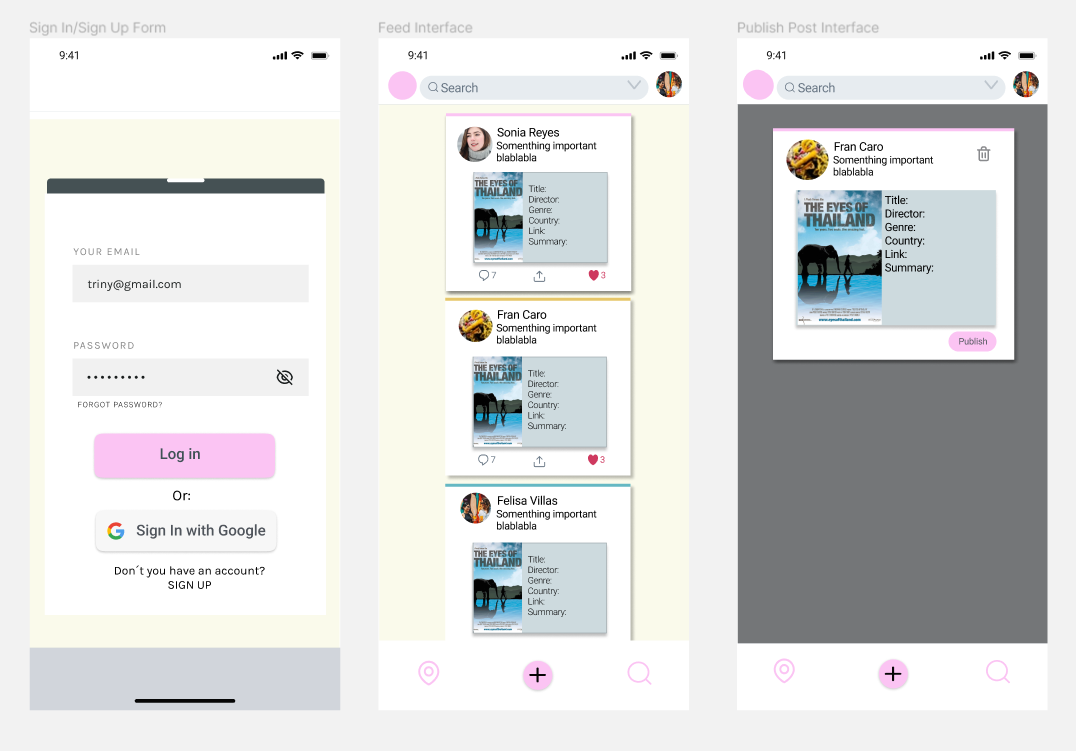 Sign In/Sign Up Form
9:41
YOUR EMAIL
triny@gmail.com
PASSWORD
•••••••••
FORGOT PASSWORD?
Log in
Or:
Sign In with Google
Don´t you have an account?
SIGN UP
Feed Interface
9:41
Search
Sonia Reyes
Somenthing important
blablabla
THE EYES OF
THAILAND
Title:
Director:
Genre:
Country:
Link:
Summary:
7
3
Fran Caro
Somenthing important
blablabla
THE EYES OF
THAILAND
Title:
Director:
Genre:
Country:
Link:
Summary:
7
3
Felisa Villas
Somenthing important
blablabla
THE EYES OF
THAILAND
Title:
Director:
Genre:
Country:
Link:
Summary:
Publish Post Interface
9:41
Search
Fran Caro
Somenthing important
blablabla
THE EYES OF
THAILAND
www.eyesofthailand.com
Title:
Director:
Genre:
Country:
Link:
Summary:
Publish